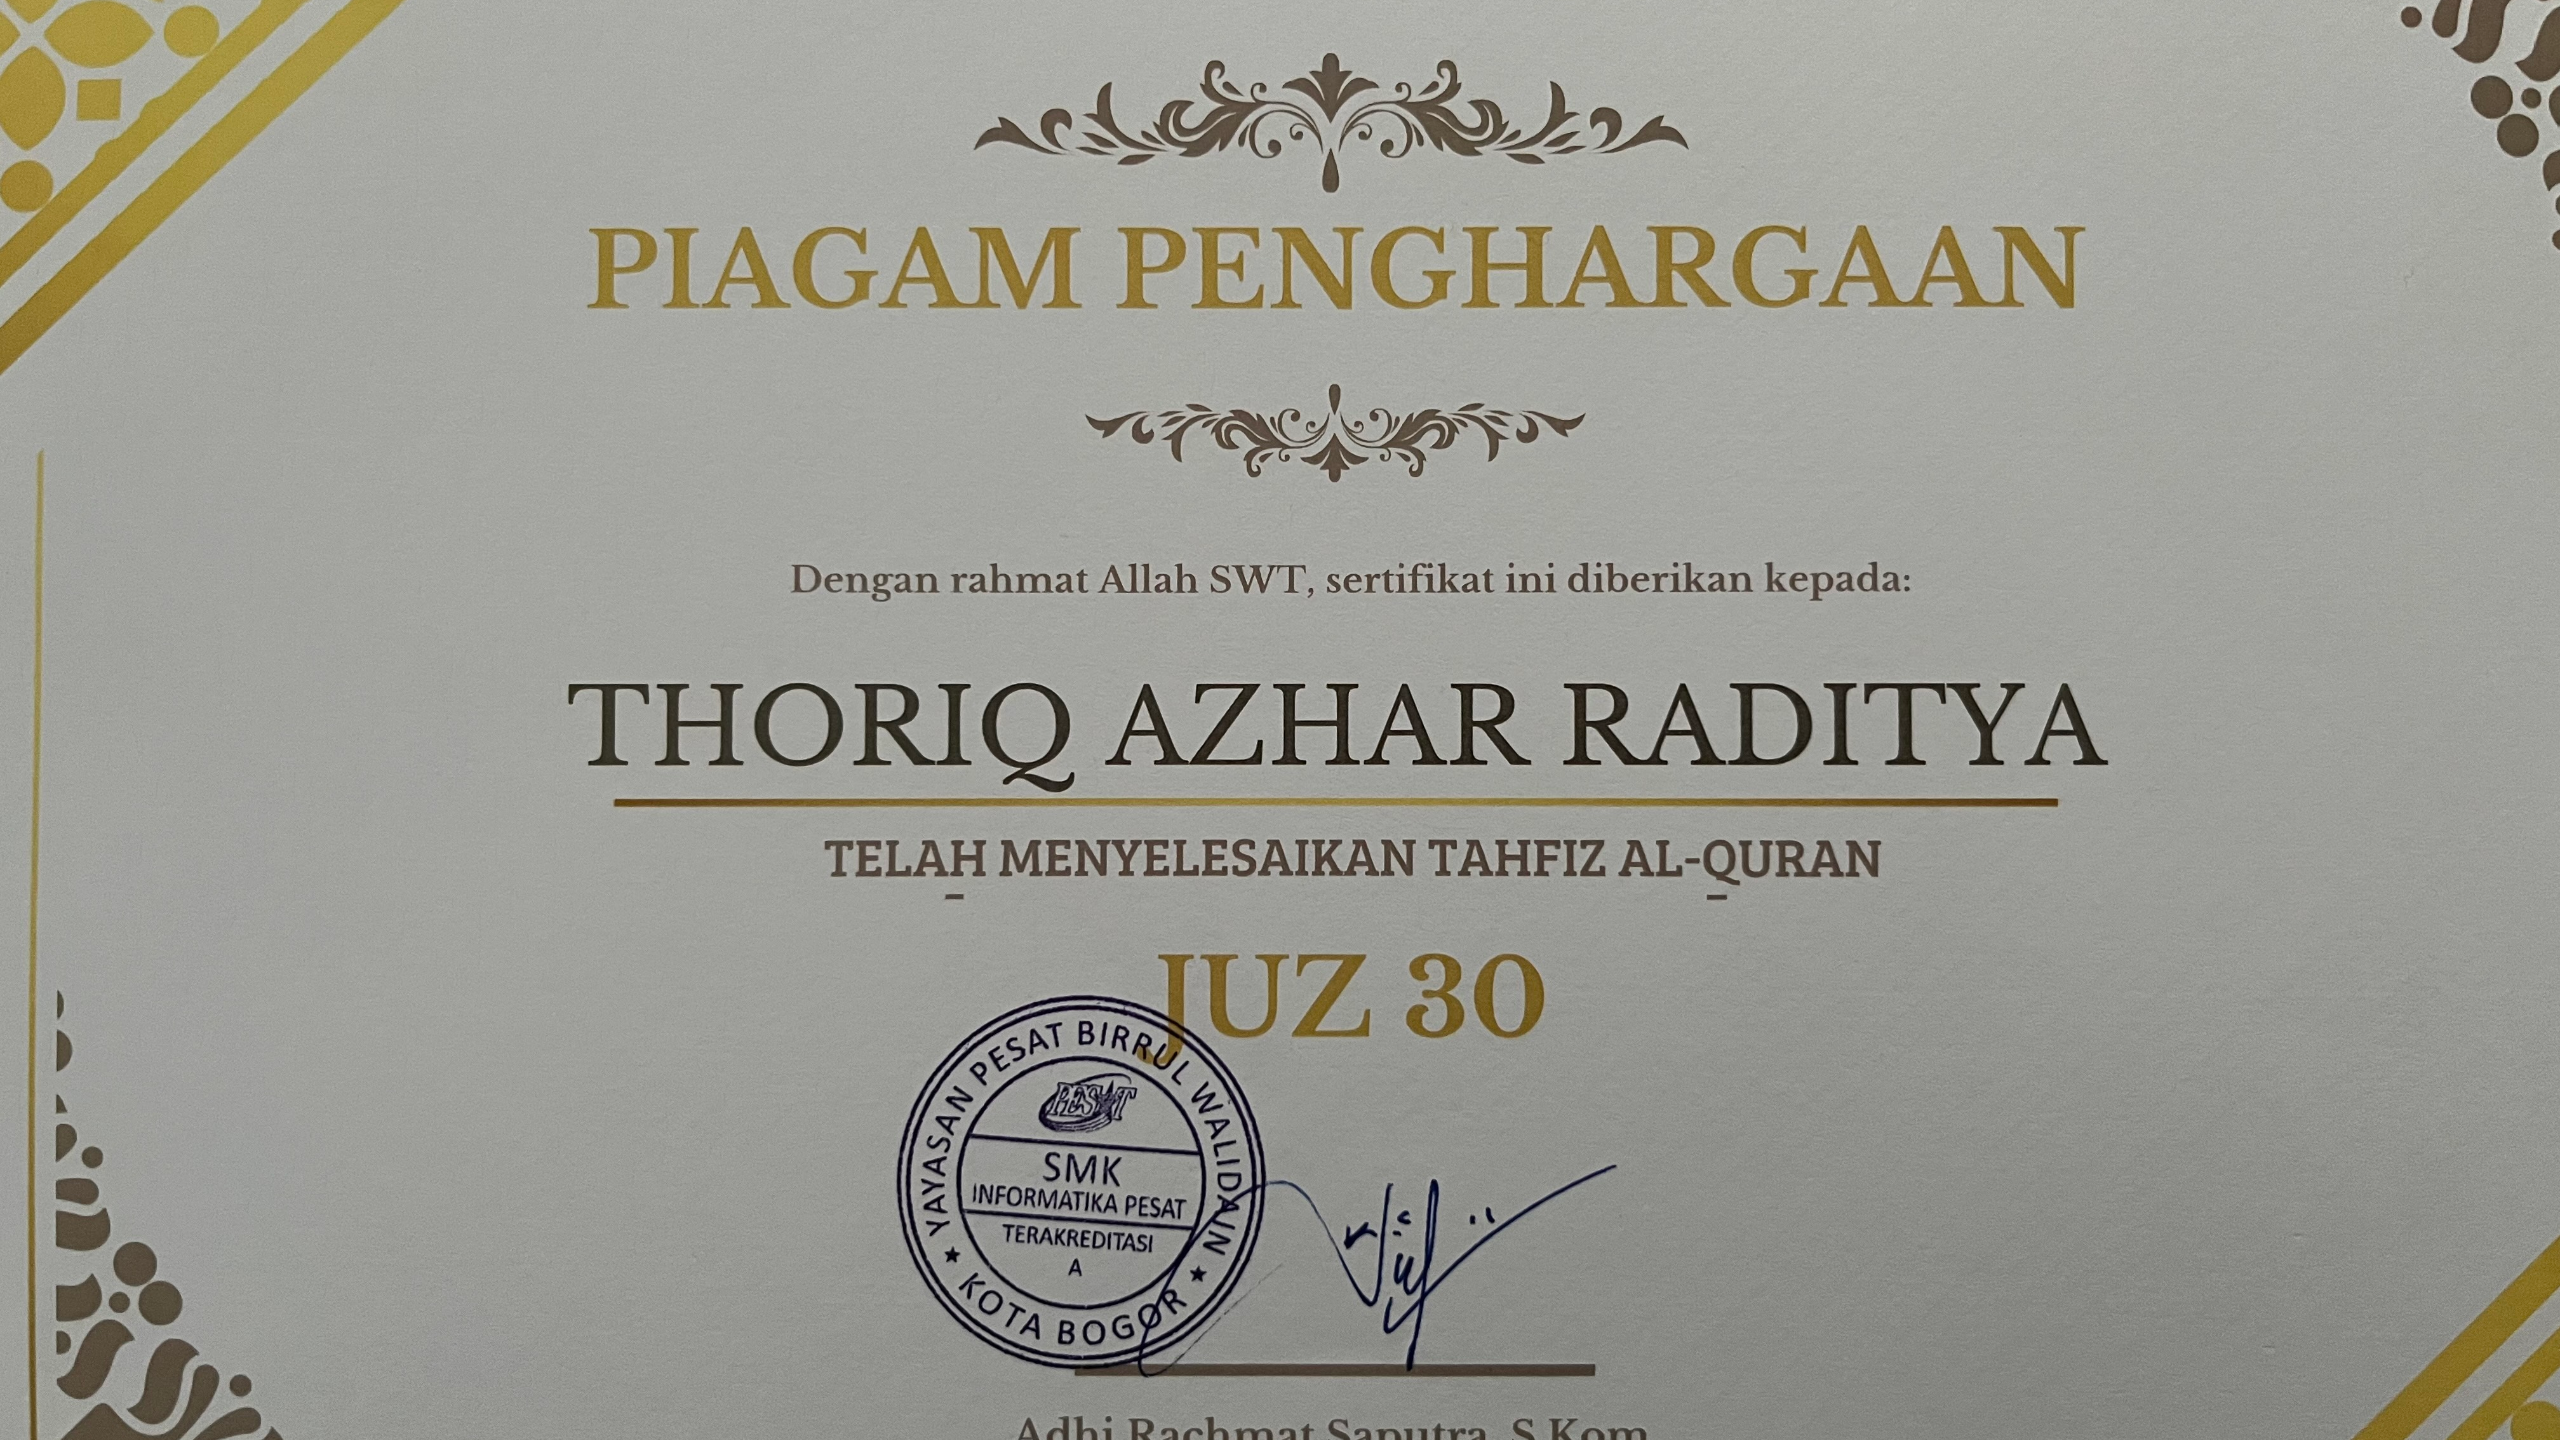 PIAGAM PENGHARGAAN
Dengan rahmat Allah SWT, sertifikat ini diberikan kepada:
THORIQ AZHAR RADITYA
TELAH MENYELESAIKAN TAHFIZ AL-QURAN
JUZ 30
YAYASAN PESAT BIRRUL WALIDAIN
PESAT
SMK
INFORMATIKA PESAT
TERAKREDITASI
A
KOTA BOGOR
Adhi Rachmat Saputra, S.Kom